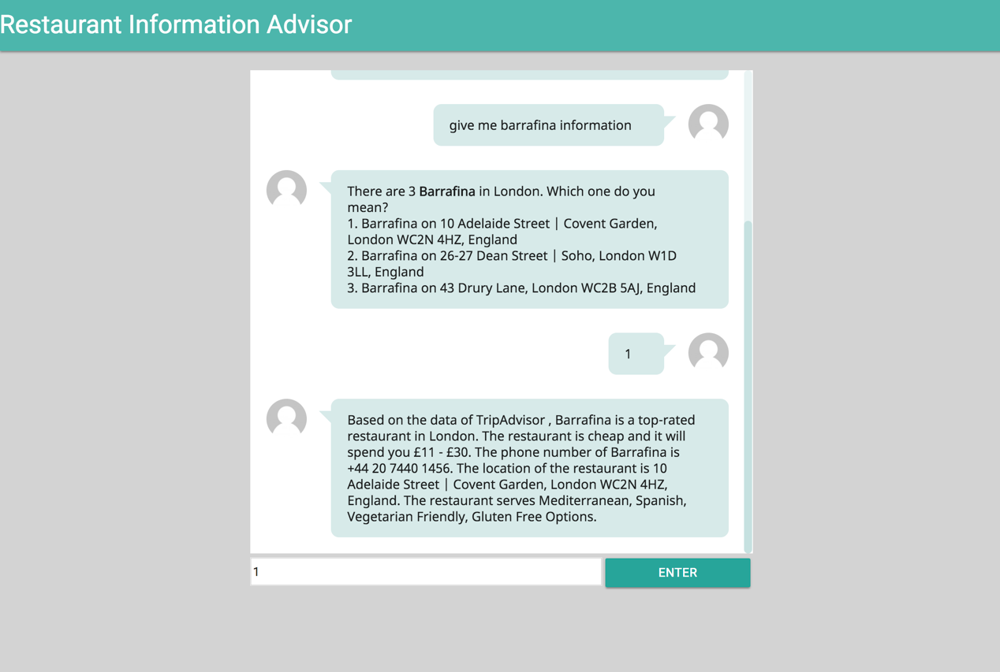 Restaurant Information Advisor
give me barrafina information
There are 3 Barrafina in London. Which one do you
mean?
1. Barrafina on 10 Adelaide Street | Covent Garden,
London WC2N 4HZ, England
2. Barrafina on 26-27 Dean Street | Soho, London W1D
3LL, England
3. Barrafina on 43 Drury Lane, London WC2B 5AJ, England
1
Based on the data of TripAdvisor , Barrafina is a top-rated
restaurant in London. The restaurant is cheap and it will
spend you £11 - £30. The phone number of Barrafina is
+44 20 7440 1456. The location of the restaurant is 10
Adelaide Street | Covent Garden, London WC2N 4HZ,
England. The restaurant serves Mediterranean, Spanish,
Vegetarian Friendly, Gluten Free Options.
1
ENTER